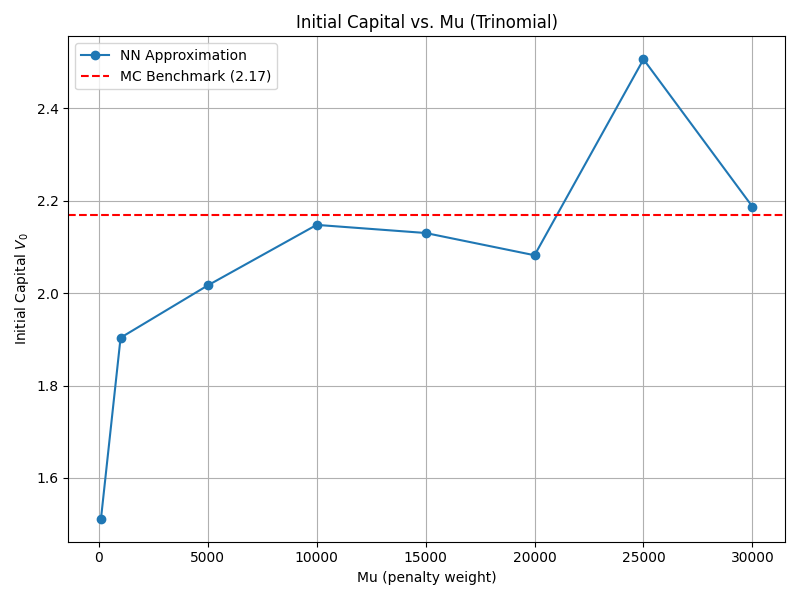 Initial Capital vs. Mu (Trinomial)
NN Approximation
MC Benchmark (2.17)
2.4
2.2
2.0
1.8
1.6
Initial Capital V₀
0 5000 10000 15000 20000 25000 30000
Mu (penalty weight)